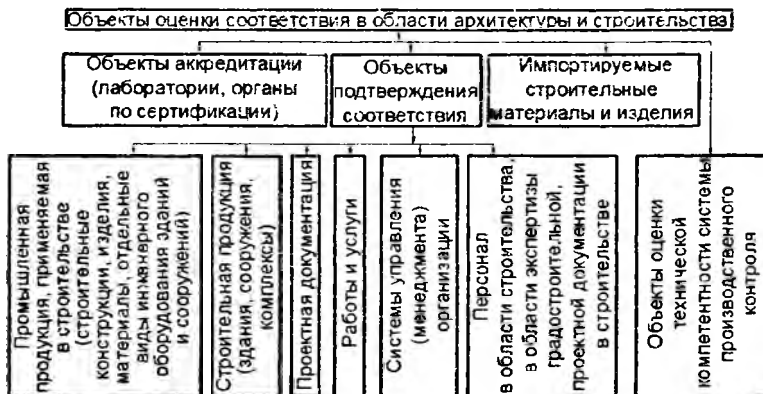 Объекты оценки соответствия в области архитектуры и строительства
Объекты аккредитации
(лаборатории, органы
по сертификации)
Объекты
подтверждения
соответствия
Импортируемые
строительные
материалы и изделия
Промышленная
продукция, применяемая
в строительстве
(строительные
конструкции, изделия,
материалы, отдельные
виды инженерного
оборудования зданий
и сооружений)
Строительная продукция
(здания, сооружения,
комплексы)
Проектная документация
Работы и услуги
Системы управления
(менеджмента)
организации
Персонал
в области строительства,
в области экспертизы
градостроительной,
проектной документации
в строительстве
Объекты оценки
технической
компетентности системы
производственного
контроля